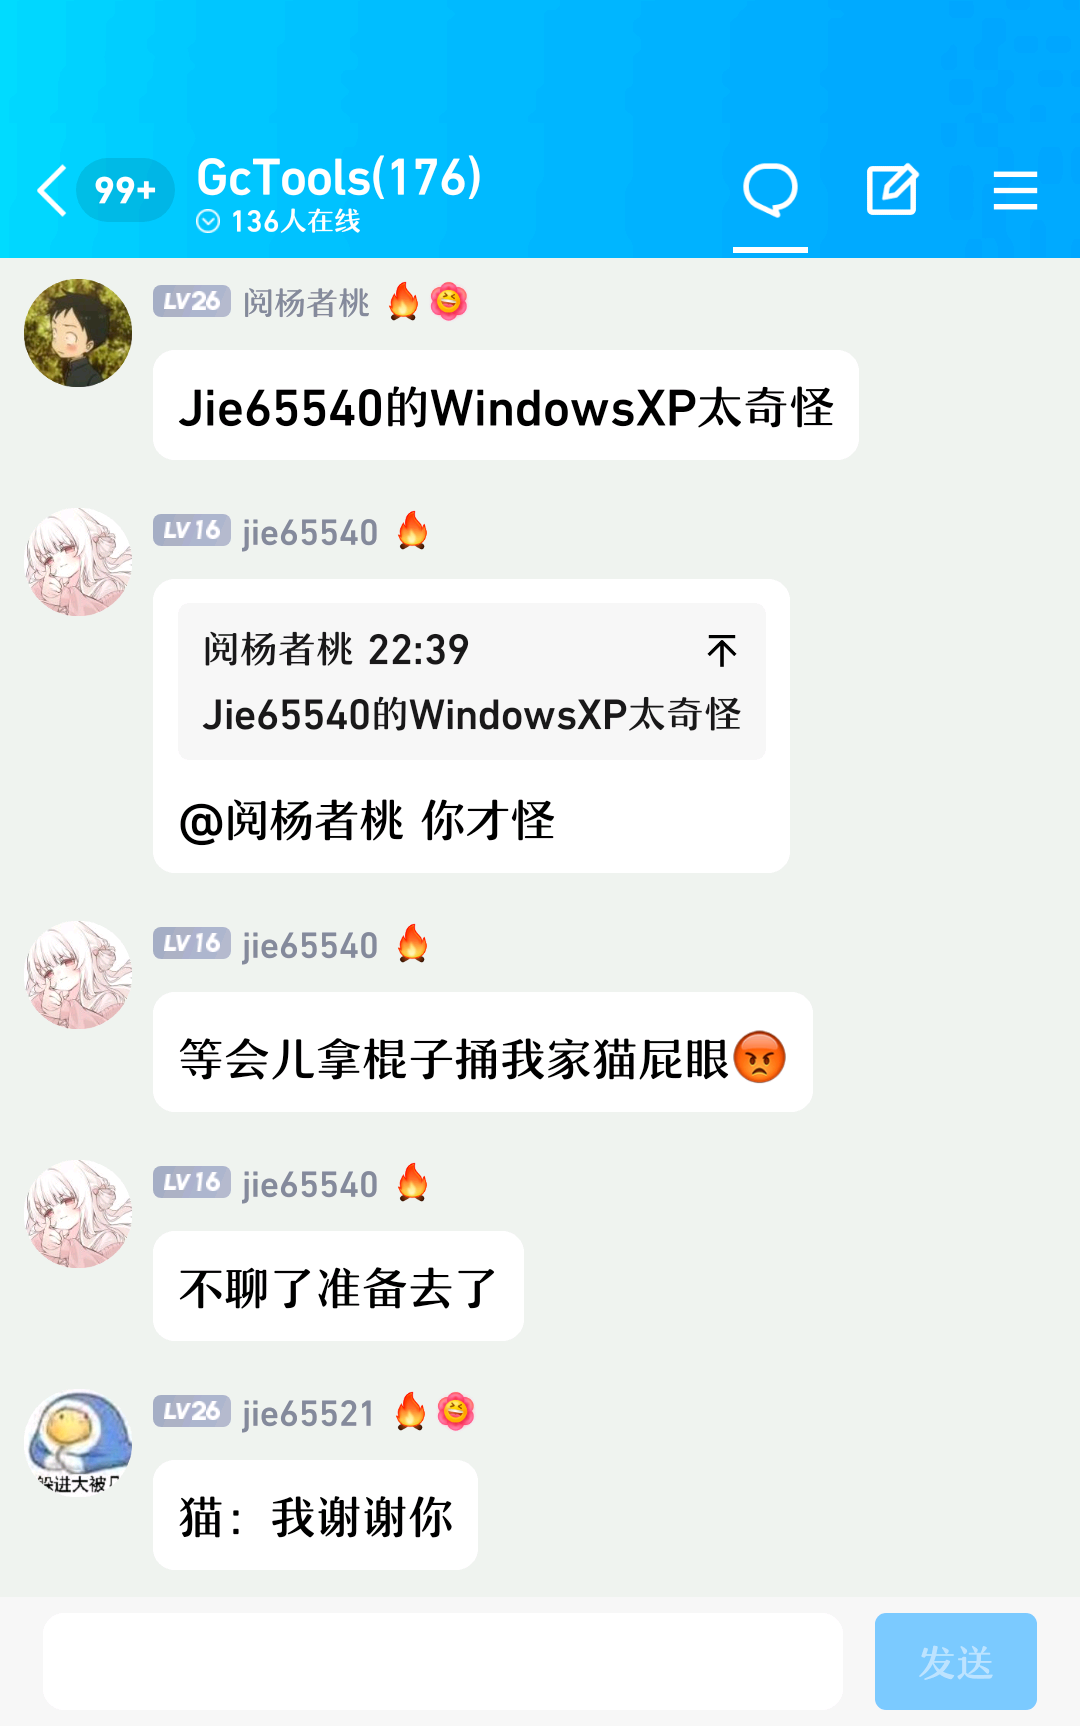 99+
GcTools(176)
136人在线
LV26 阅杨者桃
Jie65540的WindowsXP太奇怪
LV16 jie65540
阅杨者桃 22:39
Jie65540的WindowsXP太奇怪
@阅杨者桃 你才怪
LV16 jie65540
等会儿拿棍子捅我家猫屁眼😡
LV16 jie65540
不聊了准备去了
LV26 jie65521
进大被
猫：我谢谢你
发送